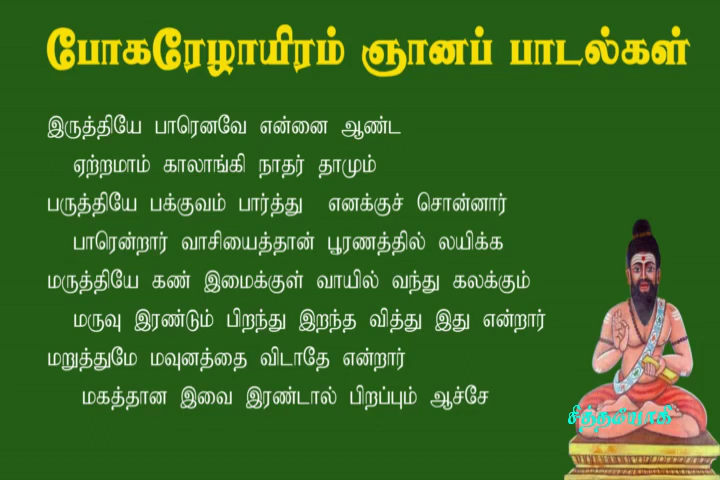 போகரேழாயிரம் ஞானப் பாடல்கள்
இருத்தியே பாரெனவே என்னை ஆண்ட
ஏற்றமாம் காலாங்கி நாதர் தாமும்
பருத்தியே பக்குவம் பார்த்து எனக்குச் சொன்னார்
பாரென்றார் வாசியைத்தான் பூரணத்தில் லயிக்க
மருத்தியே கண் இமைக்குள் வாயில் வந்து கலக்கும்
மருவு இரண்டும் பிறந்து இறந்த வித்து இது என்றார்
மறுத்துமே மவுனத்தை விடாதே என்றார்
மகத்தான இவை இரண்டால் பிறப்பும் ஆச்சே